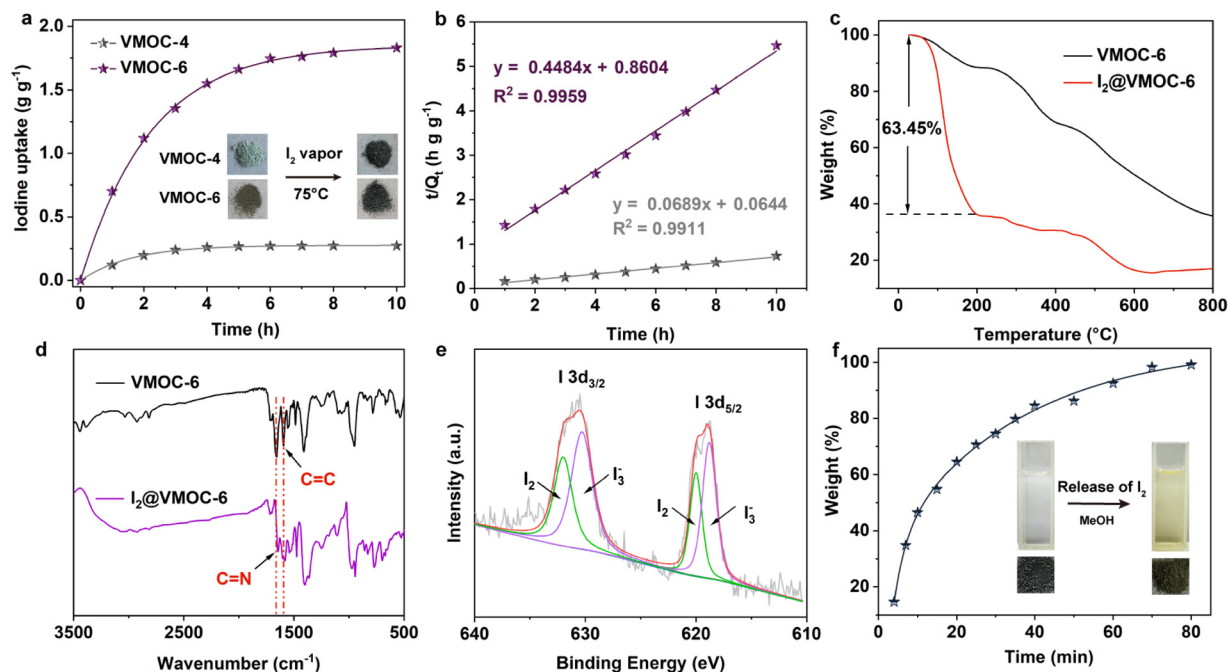 a
VMOC-4
VMOC-6
Iodine uptake (g g⁻¹)
2.0
1.5
1.0
0.5
0.0
VMOC-4
VMOC-6
I₂ vapor
75°C
0 2 4 6 8 10
Time (h)
b
y = 0.4484x + 0.8604
R² = 0.9959
y = 0.0689x + 0.0644
R² = 0.9911
t/Qₜ (h g g⁻¹)
6
5
4
3
2
1
0
0 2 4 6 8 10
Time (h)
c
VMOC-6
I₂@VMOC-6
63.45%
Weight (%)
100
80
60
40
20
0 200 400 600 800
Temperature (°C)
d
VMOC-6
C=C
I₂@VMOC-6
C=N
3500 2500 1500 500
Wavenumber (cm⁻¹)
e
I 3d₃/₂
I 3d₅/₂
I₂
I₃⁻
I₂
I₃⁻
Intensity (a.u.)
640 630 620 610
Binding Energy (eV)
f
Weight (%)
100
80
60
40
20
Release of I₂
MeOH
0 20 40 60 80
Time (min)